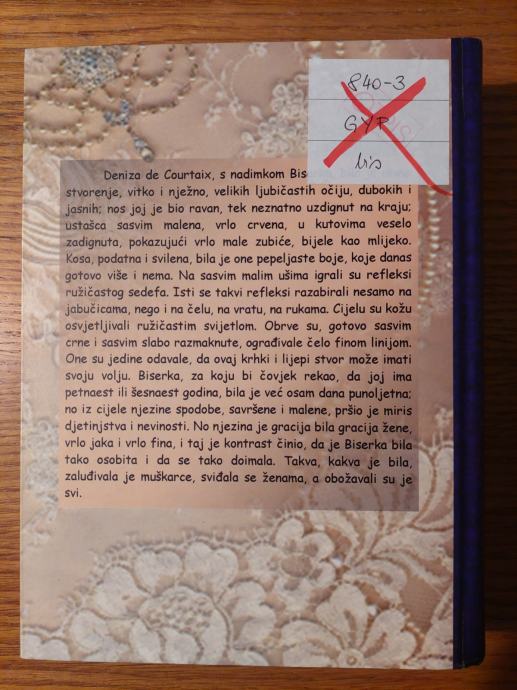 840-3
GYP
bis
Deniza de Courtaix, s nadimkom
stvorenje, vitko i nježno, velikih ljubičastih očiju, dubokih i
jasnih; nos joj je bio ravan, tek neznatno uzdignut na kraju;
ustašca sasvim malena, vrlo crvena, u kutovima veselo
zadignuta, pokazujući vrlo male zubiće, bijele kao mlijeko.
Kosa, podatna i svilena, bila je one pepeljaste boje, koje danas
gotovo više i nema. Na sasvim malim ušima igrali su refleksi
ružičastog sedefa. Isti se takvi refleksi razabirali nesamo na
jabučicama, nego i na čelu, na vratu, na rukama. Cijelu su kožu
osvjetljivali ružičastim svijetlom. Obrve su, gotovo sasvim
crne i sasvim slabo razmaknute, ograđivale čelo finom linijom.
One su jedine odavale, da ovaj krhki i lijepi stvor može imati
svoju volju. Biserka, za koju bi čovjek rekao, da joj ima
petnaest ili šesnaest godina, bila je već osam dana punoljetna;
no iz cijele njezine spodobe, savršene i malene, pršio je miris
djetinjstva i nevinosti. No njezina je gracija bila gracija žene,
vrlo jaka i vrlo fina, i taj je kontrast činio, da je Biserka bila
tako osobita i da se tako doimala. Takva, kakva je bila,
zaluđivala je muškarce, sviđala se ženama, a obožavali su je
svi.